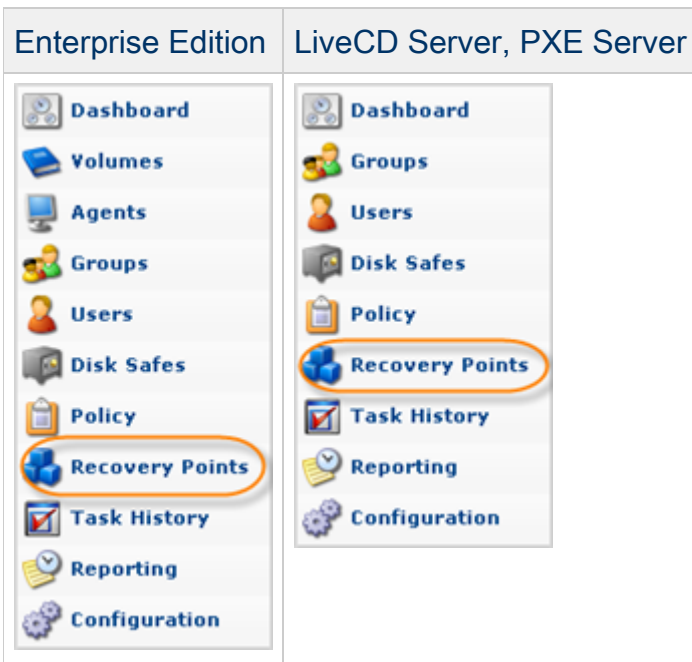 Enterprise Edition
LiveCD Server, PXE Server
Dashboard
Volumes
Agents
Groups
Users
Disk Safes
Policy
Recovery Points
Task History
Reporting
Configuration
Dashboard
Groups
Users
Disk Safes
Policy
Recovery Points
Task History
Reporting
Configuration